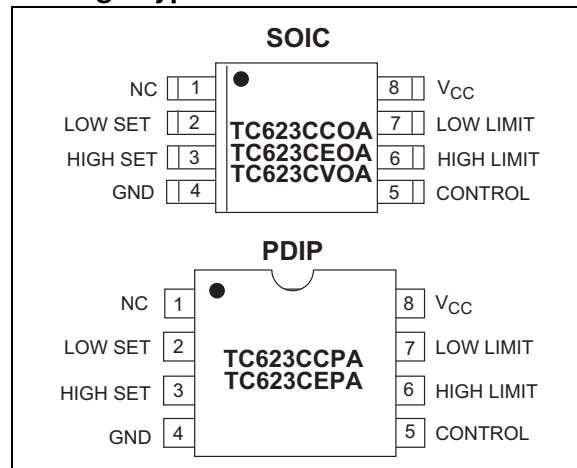 SOIC
NC 1 8 VCC
LOW SET 2 TC623CCOA 7 LOW LIMIT
HIGH SET 3 TC623CEOA 6 HIGH LIMIT
TC623CVOA
GND 4 5 CONTROL
PDIP
NC 1 8 VCC
LOW SET 2 TC623CCPA 7 LOW LIMIT
HIGH SET 3 TC623CEPA 6 HIGH LIMIT
GND 4 5 CONTROL